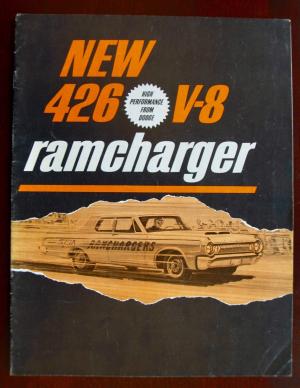 NEW
426 V-8
HIGH
PERFORMANCE
FROM
DODGE
ramcharger
RAMCHARGERS